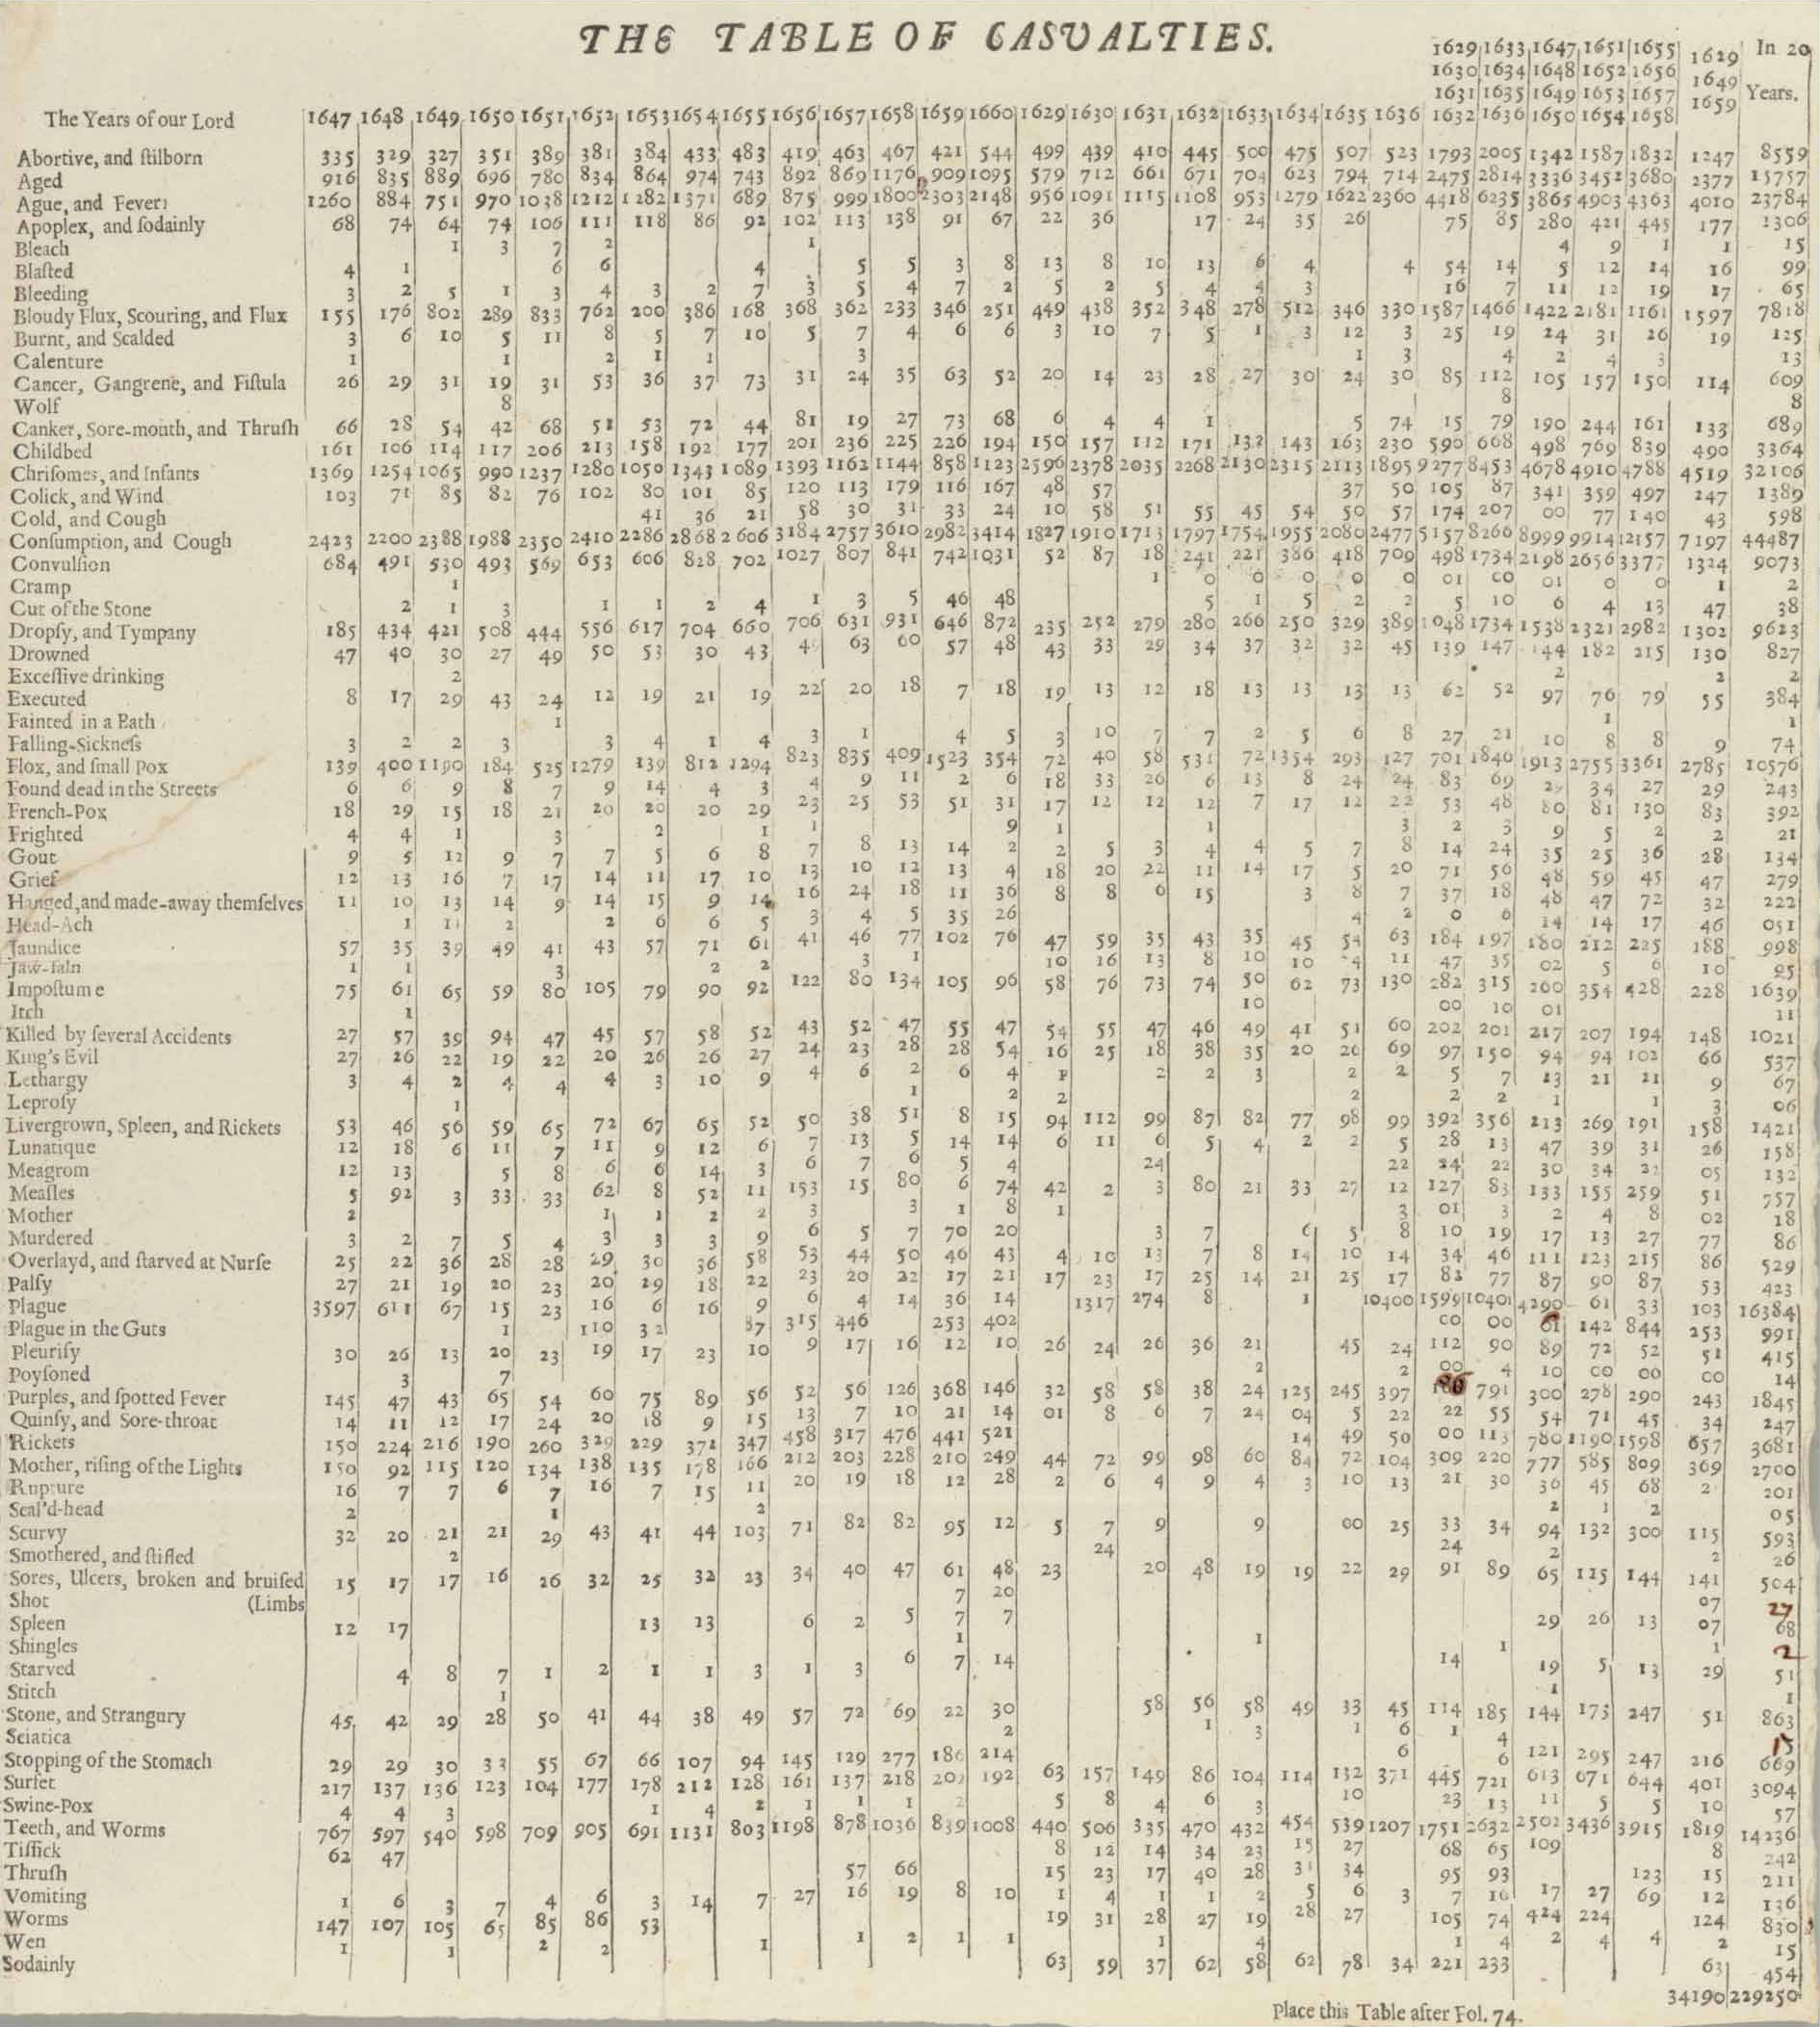 THE TABLE OF CASUALTIES.
1629 1633 1647 1651 1655 1629 In 20
1630 1634 1648 1652 1656 1649
1631 1635 1649 1653 1657 1659 Years.
The Years of our Lord 1647 1648 1649 1650 1651 1652 1653 1654 1655 1656 1657 1658 1659 1660 1629 1630 1631 1632 1633 1634 1635 1636 1632 1636 1650 1654 1658
Abortive, and ſtilborn 335 329 327 351 389 381 384 433 483 419 463 467 421 544 499 439 410 445 500 475 507 523 1793 2005 1342 1587 1832 1247 8559
Aged 916 835 889 696 780 834 864 974 743 892 869 1176 909 1095 579 712 661 671 704 623 794 714 2475 2814 3336 3452 3680 2377 15757
Ague, and Fever 1260 884 751 970 1038 1212 1282 1371 689 875 999 1800 2303 2148 956 1091 1115 1108 953 1279 1622 2360 4418 6235 3865 4903 4363 4010 23784
Apoplex, and ſodainly 68 74 64 74 106 111 118 86 92 102 113 138 91 67 22 36 17 24 35 26 75 85 280 421 445 177 1306
Bleach 1 3 7 2 1 4 9 1 1 15
Blaſted 4 1 6 6 4 5 5 3 8 13 8 10 13 6 4 4 54 14 5 12 14 16 99
Bleeding 3 2 5 1 3 4 3 2 7 3 5 4 7 2 5 2 5 4 4 3 16 7 11 12 19 17 65
Bloudy Flux, Scouring, and Flux 155 176 802 289 833 762 200 386 168 368 362 233 346 251 449 438 352 348 278 512 346 330 1587 1466 1422 2181 1161 1597 7818
Burnt, and Scalded 3 6 10 5 11 8 5 7 10 5 7 4 6 6 3 10 7 5 1 3 12 3 25 19 24 31 26 19 125
Calenture 1 1 2 1 1 3 1 3 4 2 4 3 13
Cancer, Gangrene, and Fiſtula 26 29 31 19 31 53 36 37 73 31 24 35 63 52 20 14 23 28 27 30 24 30 85 112 105 157 150 114 609
Wolf 8 8 8
Canker, Sore-mouth, and Thruſh 66 28 54 42 68 51 53 72 44 81 19 27 73 68 6 4 4 1 5 74 15 79 190 244 161 133 689
Childbed 161 106 114 117 206 213 158 192 177 201 236 225 226 194 150 157 112 171 132 143 163 230 590 668 498 769 839 490 3364
Chriſomes, and Infants 1369 1254 1065 990 1237 1280 1050 1343 1089 1393 1162 1144 858 1123 2596 2378 2035 2268 2130 2315 2113 1895 9277 8453 4678 4910 4788 4519 32106
Colick, and Wind 103 71 85 82 76 102 80 101 85 120 113 179 116 167 48 57 37 50 105 87 341 359 497 247 1389
Cold, and Cough 41 36 21 58 30 31 33 24 10 58 51 55 45 54 50 57 174 207 00 77 140 43 598
Conſumption, and Cough 2423 2200 2388 1988 2350 2410 2286 2868 2606 3184 2757 3610 2982 3414 1827 1910 1713 1797 1754 1955 2080 2477 5157 8266 8999 9914 12157 7197 44487
Convulſion 684 491 530 493 569 653 606 828 702 1027 807 841 742 1031 52 87 18 241 221 386 418 709 498 1734 2198 2656 3377 1324 9073
Cramp 1 1 0 0 0 0 0 01 00 01 0 0 1 2
Cut of the Stone 2 1 3 1 1 2 4 1 3 5 46 48 5 1 5 2 2 5 10 6 4 13 47 38
Dropſy, and Tympany 185 434 421 508 444 556 617 704 660 706 631 931 646 872 235 252 279 280 266 250 329 389 1048 1734 1538 2321 2982 1302 9623
Drowned 47 40 30 27 49 50 53 30 43 63 60 57 48 43 33 29 34 37 32 32 45 139 147 144 182 215 130 827
Exceſſive drinking 2 2 2 2
Executed 8 17 29 43 24 12 19 21 19 22 20 18 7 18 19 13 12 18 13 13 13 13 62 52 97 76 79 55 384
Fainted in a Bath 1 1 1
Falling-Sickneſs 3 2 2 3 3 4 1 4 3 1 4 5 3 10 7 7 2 5 6 8 27 21 10 8 8 9 74
Flox, and ſmall Pox 139 400 1190 184 525 1279 139 812 1294 823 835 409 1523 354 72 40 58 531 72 1354 293 127 701 1840 1913 2755 3361 2785 10576
Found dead in the Streets 6 6 9 8 7 9 14 4 3 4 9 11 2 6 18 33 26 6 13 8 24 24 83 69 34 27 29 243
French-Pox 18 29 15 18 21 20 20 20 29 23 25 53 51 31 17 12 12 12 7 17 12 22 53 48 80 81 130 83 392
Frighted 4 4 1 3 2 1 1 9 1 1 3 2 3 9 5 2 2 21
Gout 9 5 12 9 7 7 5 6 8 7 8 13 14 2 2 5 3 4 4 5 7 8 14 24 35 25 36 28 134
Grief 12 13 16 7 17 14 11 17 10 13 10 12 13 4 18 20 22 11 14 17 5 20 71 56 48 59 45 47 279
Hanged, and made-away themſelves 11 10 13 14 9 14 15 9 14 16 24 18 11 36 8 8 6 15 3 8 7 37 18 48 47 72 32 222
Head-Ach 1 11 2 2 6 6 5 3 4 5 35 26 4 2 0 6 14 14 17 46 051
Jaundice 57 35 39 49 41 43 57 71 61 41 46 77 102 76 47 59 35 43 35 45 54 63 184 197 180 212 225 188 998
Jaw-faln 1 1 3 2 2 3 1 10 16 13 8 10 10 4 11 47 35 02 5 6 10 95
Impoſtume 75 61 65 59 80 105 79 90 92 122 80 134 105 96 58 76 73 74 50 62 73 130 282 315 260 354 428 228 1639
Itch 1 10 00 10 01 11
Killed by ſeveral Accidents 27 57 39 94 47 45 57 58 52 43 52 47 55 47 54 55 47 46 49 41 51 60 202 201 217 207 194 148 1021
King's Evil 27 26 22 19 22 20 26 26 27 24 23 28 28 54 16 25 18 38 35 20 26 69 97 150 94 94 102 66 537
Lethargy 3 4 2 4 4 4 3 10 9 4 6 2 6 4 1 2 2 3 2 2 5 7 13 21 21 9 67
Leproſy 1 1 2 2 2 2 2 1 1 3 06
Livergrown, Spleen, and Rickets 53 46 56 59 65 72 67 65 52 50 38 51 8 15 94 112 99 87 82 77 98 99 392 356 213 269 191 158 1421
Lunatique 12 18 6 11 7 11 9 12 6 7 13 5 14 14 6 11 6 5 4 2 2 5 28 13 47 39 31 26 158
Meagrom 12 13 5 8 6 6 14 3 6 7 6 5 4 24 22 24 22 30 34 22 05 132
Meaſles 5 92 3 33 33 62 8 52 11 153 15 80 6 74 42 2 3 80 21 33 27 12 127 83 133 155 259 51 757
Mother 2 1 1 2 2 3 3 1 8 1 3 01 3 2 4 8 02 18
Murdered 3 2 7 5 4 3 3 3 9 6 5 7 70 20 3 7 6 5 8 10 19 17 13 27 77 86
Overlayd, and ſtarved at Nurſe 25 22 36 28 28 29 30 36 58 53 44 50 46 43 4 10 13 7 8 14 10 14 34 46 111 123 215 86 529
Palſy 27 21 19 20 23 20 29 18 22 23 20 22 17 21 17 23 17 25 14 21 25 17 82 77 87 90 87 53 423
Plague 3597 611 67 15 23 16 6 16 9 6 4 14 36 14 1317 274 8 1 10400 1599 10401 4290 61 33 103 16384
Plague in the Guts 1 110 32 87 315 446 253 402 00 00 61 142 844 253 991
Pleuriſy 30 26 13 20 23 19 17 23 10 9 17 16 12 10 26 24 26 36 21 45 24 112 90 89 72 52 51 415
Poyſoned 3 7 2 2 00 4 10 00 00 00 14
Purples, and ſpotted Fever 145 47 43 65 54 60 75 89 56 52 56 126 368 146 32 58 58 38 24 125 245 397 791 300 278 290 243 1845
Quinſy, and Sore-throat 14 11 12 17 24 20 18 9 15 13 7 10 21 14 01 8 6 7 24 04 5 22 22 55 54 71 45 34 247
Rickets 150 224 216 190 260 329 229 372 347 458 317 476 441 521 14 49 50 00 113 780 1190 1598 657 3681
Mother, riſing of the Lights 150 92 115 120 134 138 135 178 166 212 203 228 210 249 44 72 99 98 60 84 72 104 309 220 777 585 809 369 2700
Rupture 16 7 7 6 7 16 7 15 11 20 19 18 12 28 2 6 4 9 4 3 10 13 21 30 36 45 68 2 201
Scal'd-head 2 1 2 2 1 2 05
Scurvy 32 20 21 21 29 43 41 44 103 71 82 82 95 12 5 7 9 9 00 25 33 34 94 132 300 115 593
Smothered, and ſtifled 2 24 24 2 2 26
Sores, Ulcers, broken and bruiſed 15 17 17 16 26 32 25 32 23 34 40 47 61 48 23 20 48 19 19 22 29 91 89 65 115 144 141 504
Shot (Limbs 7 20 07 27
Spleen 12 17 13 13 6 2 5 7 7 29 26 13 07 68
Shingles 1 1 1 1 2
Starved 4 8 7 1 2 1 1 3 1 3 6 7 14 14 19 5 13 29 51
Stitch 1 1 1
Stone, and Strangury 45 42 29 28 50 41 44 38 49 57 72 69 22 30 58 56 58 49 33 45 114 185 144 173 247 51 863
Sciatica 2 1 3 1 6 1 4 15
Stopping of the Stomach 29 29 30 33 55 67 66 107 94 145 129 277 186 214 6 6 121 295 247 216 669
Surfet 217 137 136 123 104 177 178 212 128 161 137 218 202 192 63 157 149 86 104 114 132 371 445 721 613 671 644 401 3094
Swine-Pox 4 4 3 1 4 2 1 1 1 2 5 8 4 6 3 10 23 13 11 5 5 10 57
Teeth, and Worms 767 597 540 598 709 905 691 1131 803 1198 878 1036 839 1008 440 506 335 470 432 454 539 1207 1751 2632 2502 3436 3915 1819 14236
Tiſſick 62 47 8 12 14 34 23 15 27 68 65 109 8 242
Thruſh 57 66 15 23 17 40 28 31 34 95 93 123 15 211
Vomiting 1 6 3 7 4 6 3 14 7 27 16 19 8 10 1 4 1 1 2 5 6 3 7 16 17 27 69 12 136
Worms 147 107 105 65 85 86 53 19 31 28 27 19 28 27 105 74 424 224 124 830
Wen 1 1 2 2 1 1 2 1 1 1 4 1 4 2 4 4 2 15
Sodainly 63 59 37 62 58 62 78 34 221 233 63 454
34190 229250
Place this Table after Fol. 74.